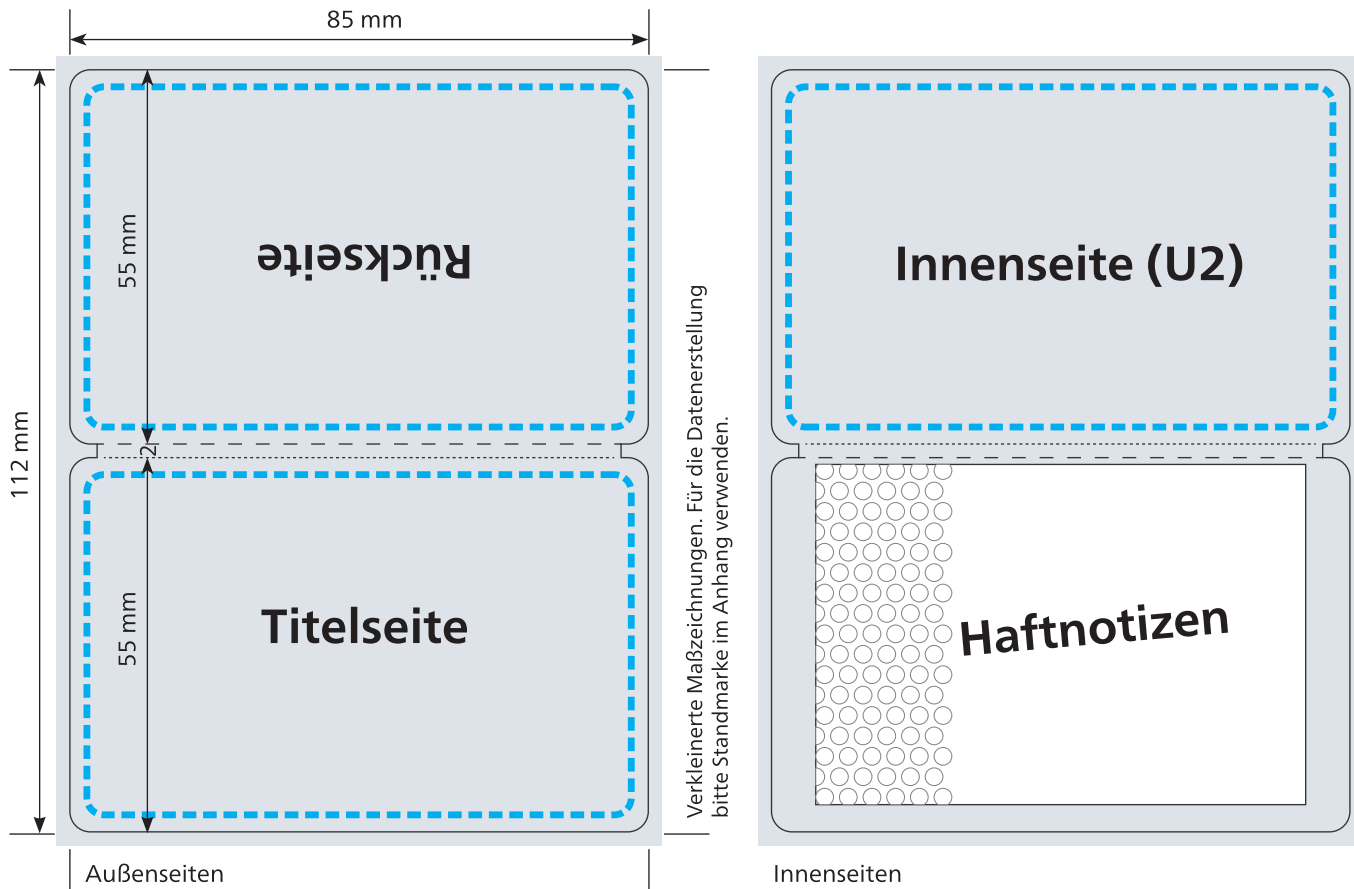 85 mm
55 mm
Rückseite
Innenseite (U2)
112 mm
2
Verkleinerte Maßzeichnungen. Für die Datenerstellung
bitte Standmarke im Anhang verwenden.
55 mm
Titelseite
Haftnotizen
Außenseiten
Innenseiten